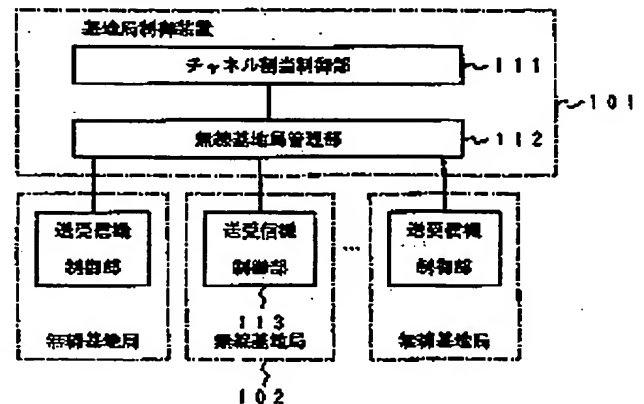 基地局制御装置
チャネル割当制御部
111
101
無線基地局管理部
112
送受信機 送受信機 送受信機
制御部 制御部 … 制御部
113
無線基地局 無線基地局 無線基地局
102